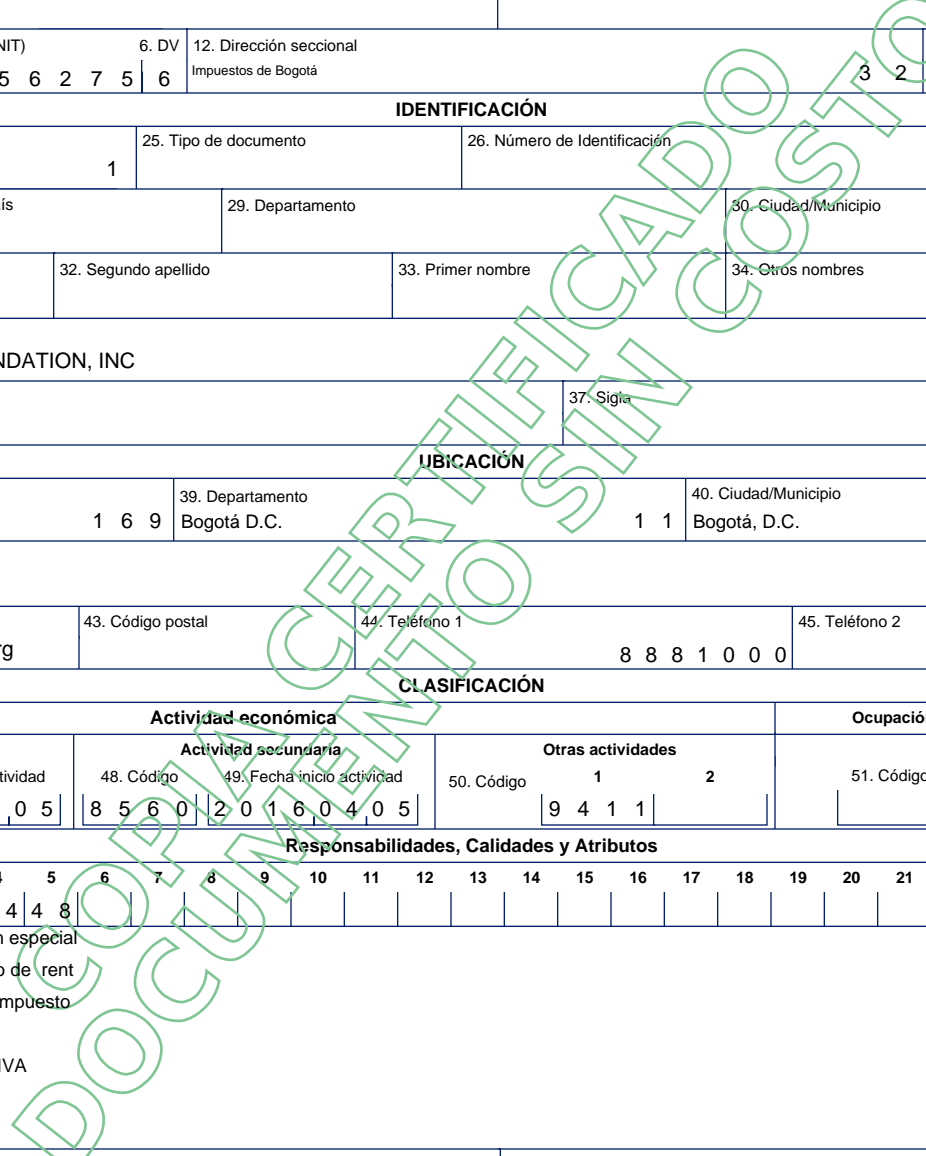 NIT) 6. DV 12. Dirección seccional
5 6 2 7 5 6 Impuestos de Bogotá 3 2
IDENTIFICACIÓN
25. Tipo de documento 26. Número de Identificación
1
ís 29. Departamento 30. Ciudad/Municipio
32. Segundo apellido 33. Primer nombre 34. Otros nombres
NDATION, INC
37. Sigla
UBICACIÓN
39. Departamento 40. Ciudad/Municipio
1 6 9 Bogotá D.C. 1 1 Bogotá, D.C.
43. Código postal 44. Teléfono 1 45. Teléfono 2
rg 8 8 8 1 0 0 0
CLASIFICACIÓN
Actividad económica Ocupació
Actividad secundaria Otras actividades
tividad 48. Código 49. Fecha inicio actividad 50. Código 1 2 51. Código
0 5 8 5 6 0 2 0 1 6 0 4 0 5 9 4 1 1
Responsabilidades, Calidades y Atributos
4 5 6 7 8 9 10 11 12 13 14 15 16 17 18 19 20 21
4 4 8
n especial
o de rent
mpuesto
IVA
COPIA CERTIFICADO
DOCUMENTO SIN COSTO